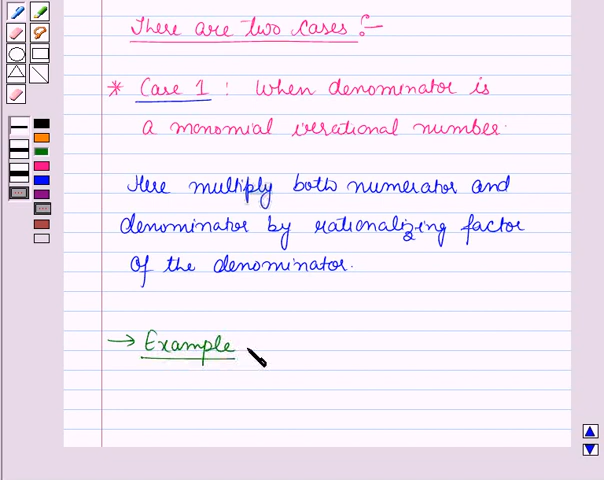 There are two cases :-
* Case 1 : When denominator is
a monomial irrational number.
Here multiply both numerator and
denominator by rationalizing factor
of the denominator.
→ Example